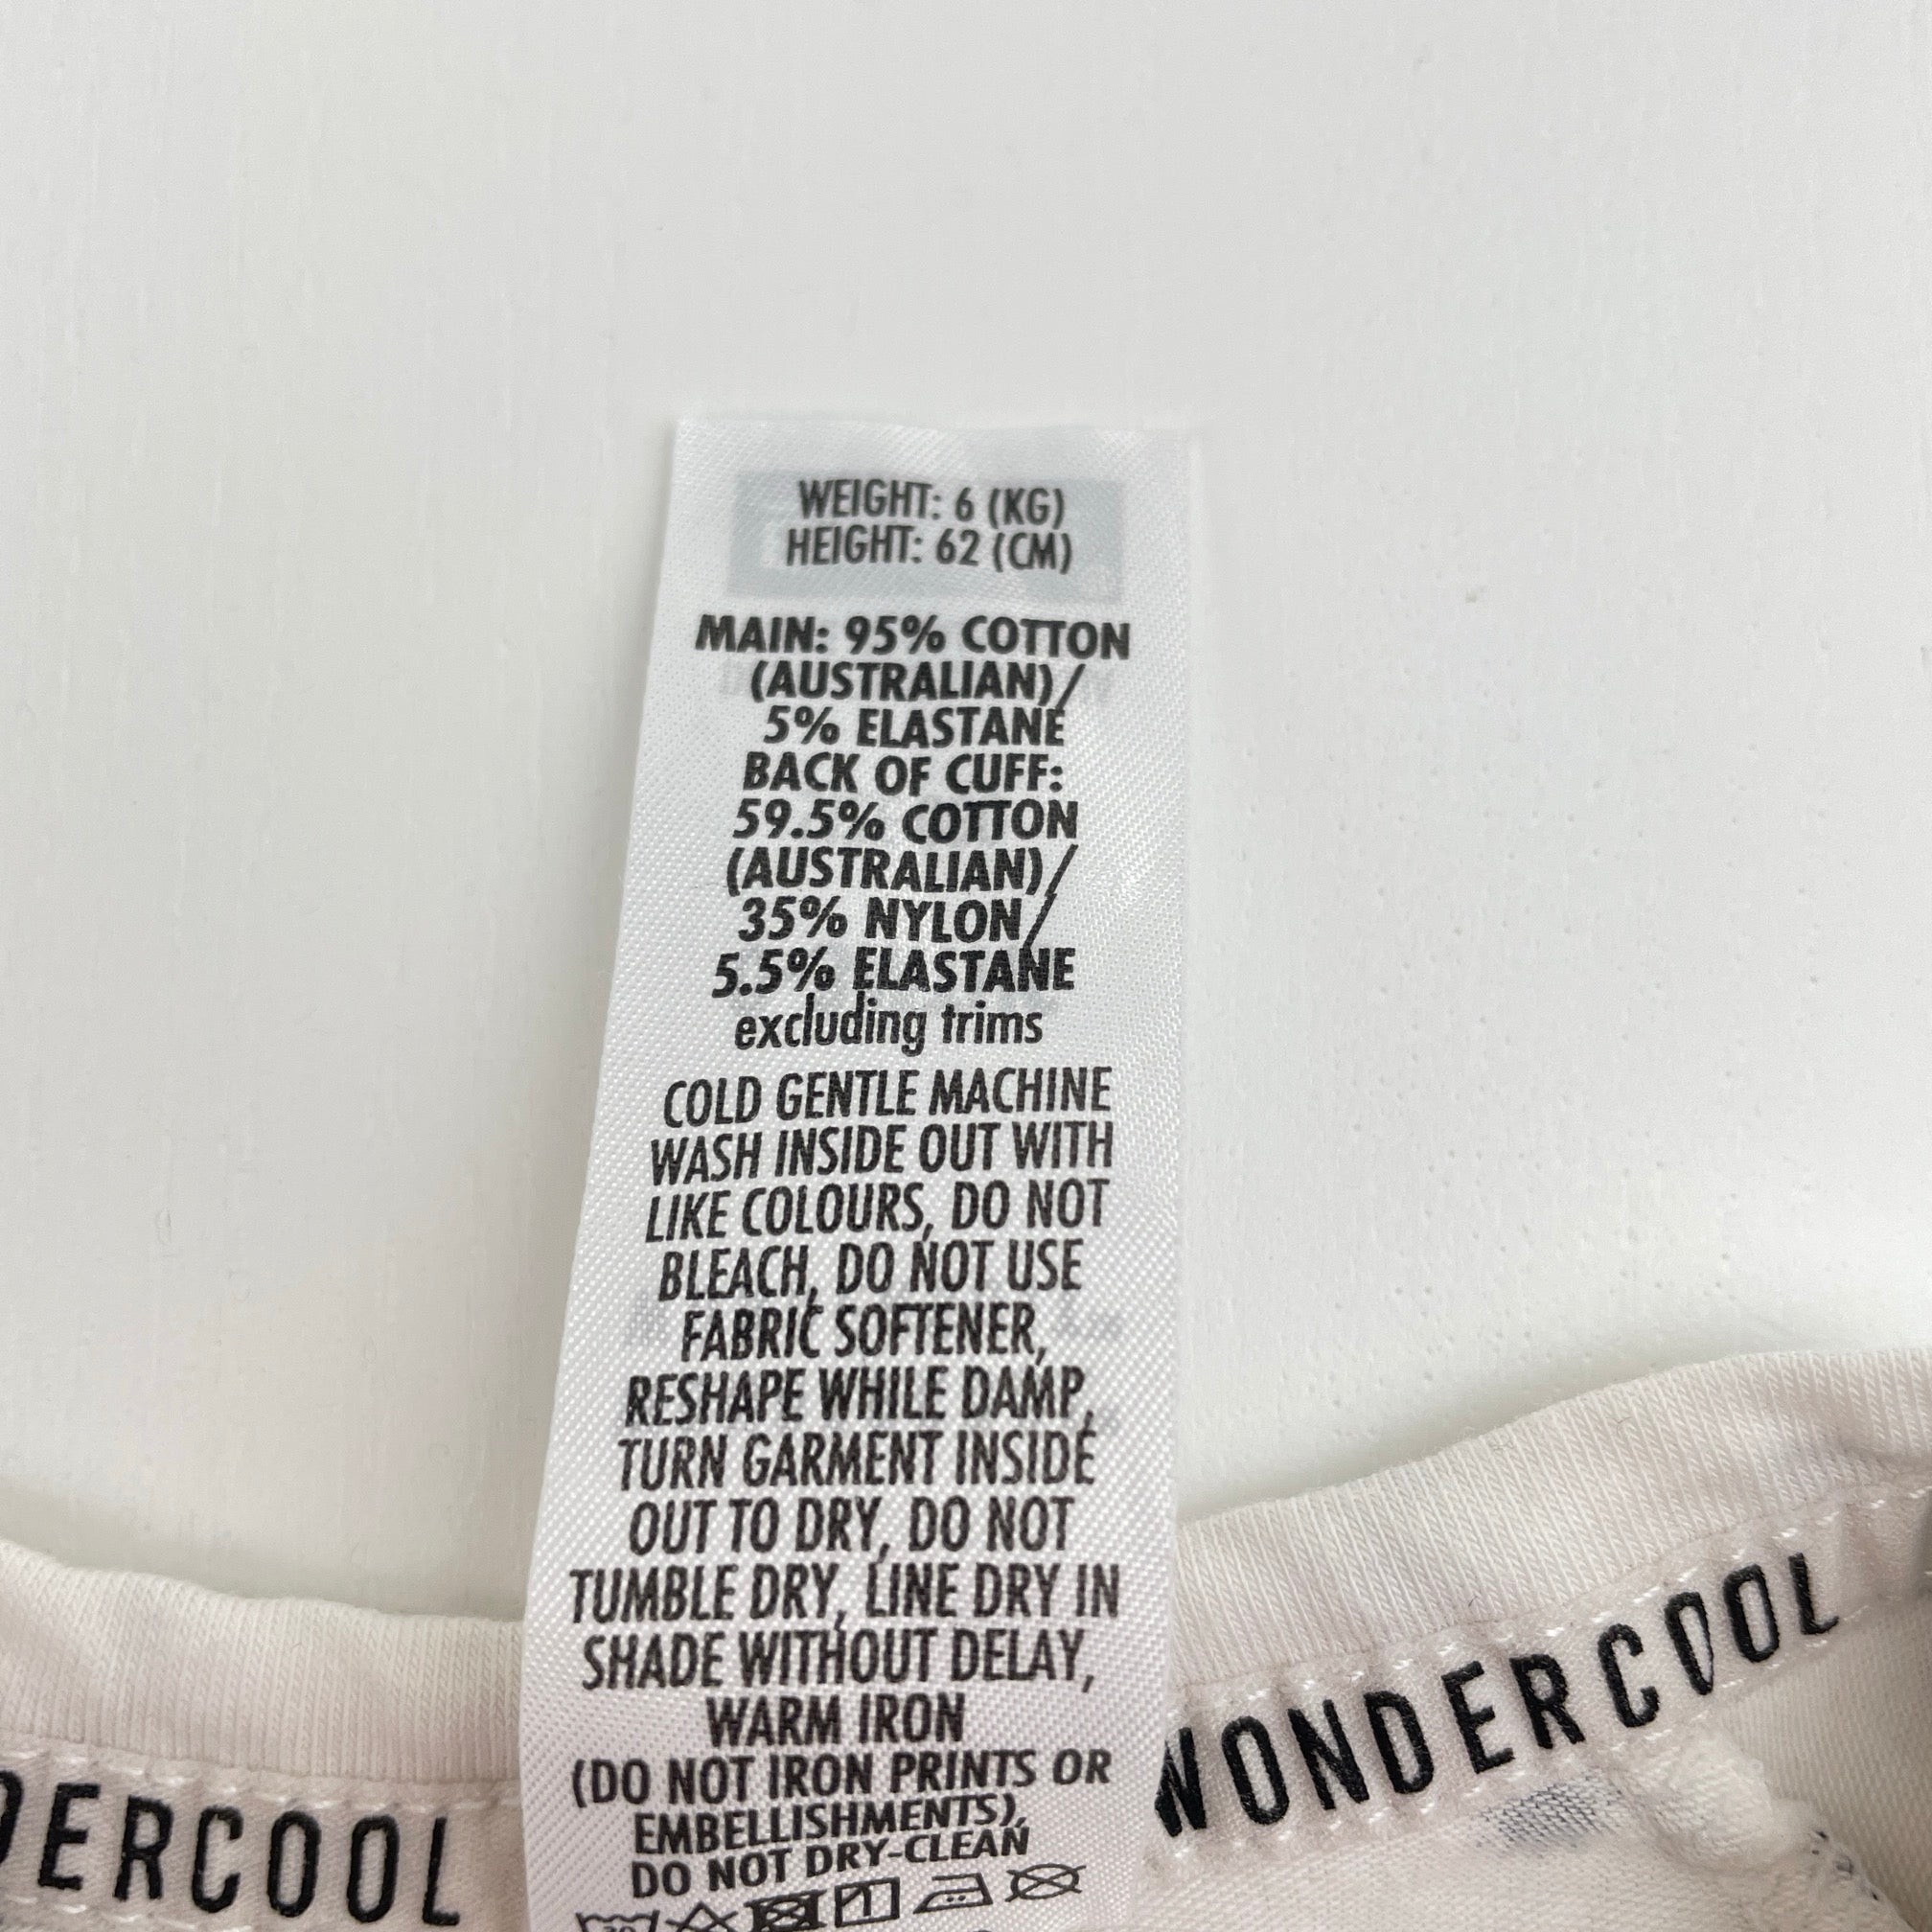 WEIGHT: 6 (KG)
HEIGHT: 62 (CM)
MAIN: 95% COTTON
(AUSTRALIAN)/
5% ELASTANE
BACK OF CUFF:
59.5% COTTON
(AUSTRALIAN)/
35% NYLON/
5.5% ELASTANE
excluding trims
COLD GENTLE MACHINE
WASH INSIDE OUT WITH
LIKE COLOURS, DO NOT
BLEACH, DO NOT USE
FABRIC SOFTENER,
RESHAPE WHILE DAMP,
TURN GARMENT INSIDE
OUT TO DRY, DO NOT
TUMBLE DRY, LINE DRY IN
SHADE WITHOUT DELAY,
WARM IRON
(DO NOT IRON PRINTS OR
EMBELLISHMENTS),
DO NOT DRY-CLEAN
DERCOOL
WONDERCOOL